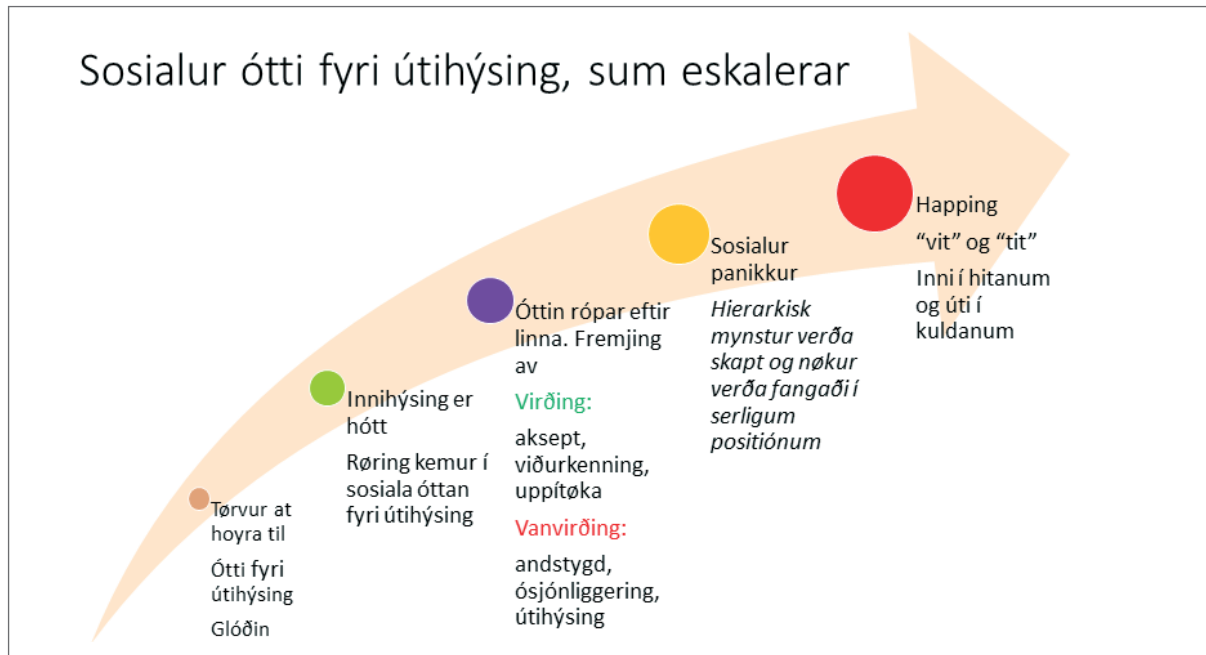 Sosialur ótti fyri útihýsing, sum eskalerar
Tørvur at
hoyra til
Ótti fyri
útihýsing
Glóðin
Innihýsing er
hótt
Røring kemur í
sosiala óttan
fyri útihýsing
Óttin rópar eftir
linna. Fremjing
av
Virðing:
aksept,
viðurkenning,
uppítøka
Vanvirðing:
andstygd,
ósjónliggering,
útihýsing
Sosialur
panikkur
Hierarkisk
mynstur verða
skapt og nøkur
verða fangaði í
serligum
positiónum
Happing
“vit” og “tit”
Inni í hitanum
og úti í
kuldanum